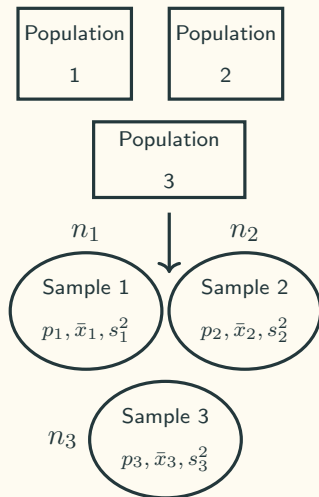 Population Population
1 2
Population
3
n₁ n₂
Sample 1 Sample 2
p₁, x̄₁, s₁² p₂, x̄₂, s₂²
Sample 3
n₃
p₃, x̄₃, s₃²